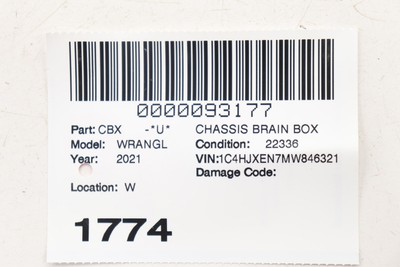 0000093177
Part: CBX -*U* CHASSIS BRAIN BOX
Model: WRANGL Condition: 22336
Year: 2021 VIN:1C4HJXEN7MW846321
Damage Code:
Location: W
1774